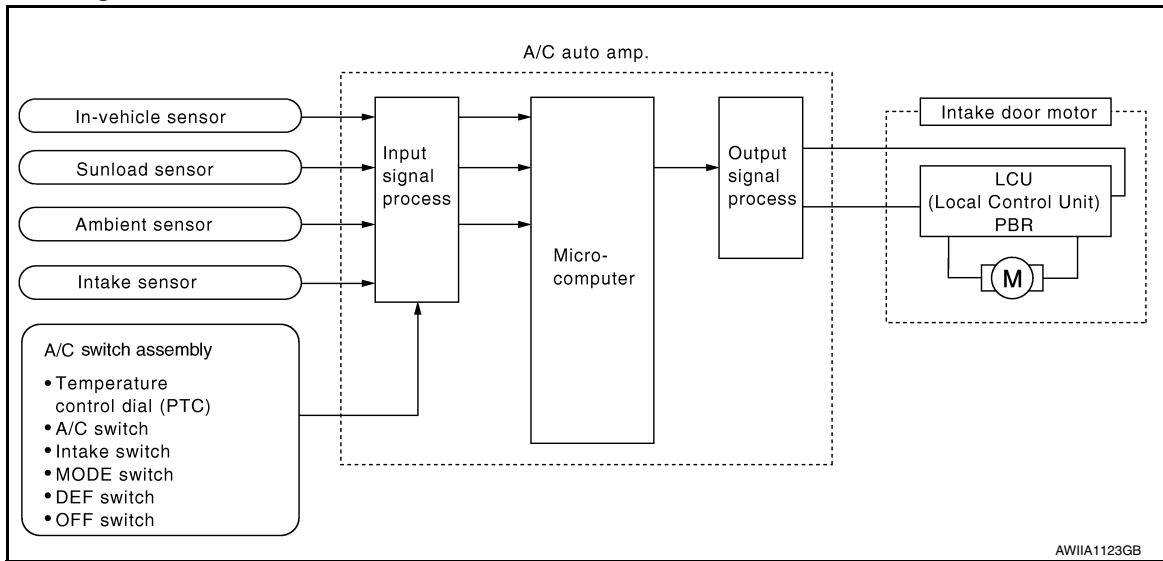 A/C auto amp.
In-vehicle sensor
Sunload sensor
Ambient sensor
Intake sensor
A/C switch assembly
• Temperature
control dial (PTC)
• A/C switch
• Intake switch
• MODE switch
• DEF switch
• OFF switch
Input
signal
process
Micro-
computer
Output
signal
process
Intake door motor
LCU
(Local Control Unit)
PBR
M
AWIIA1123GB